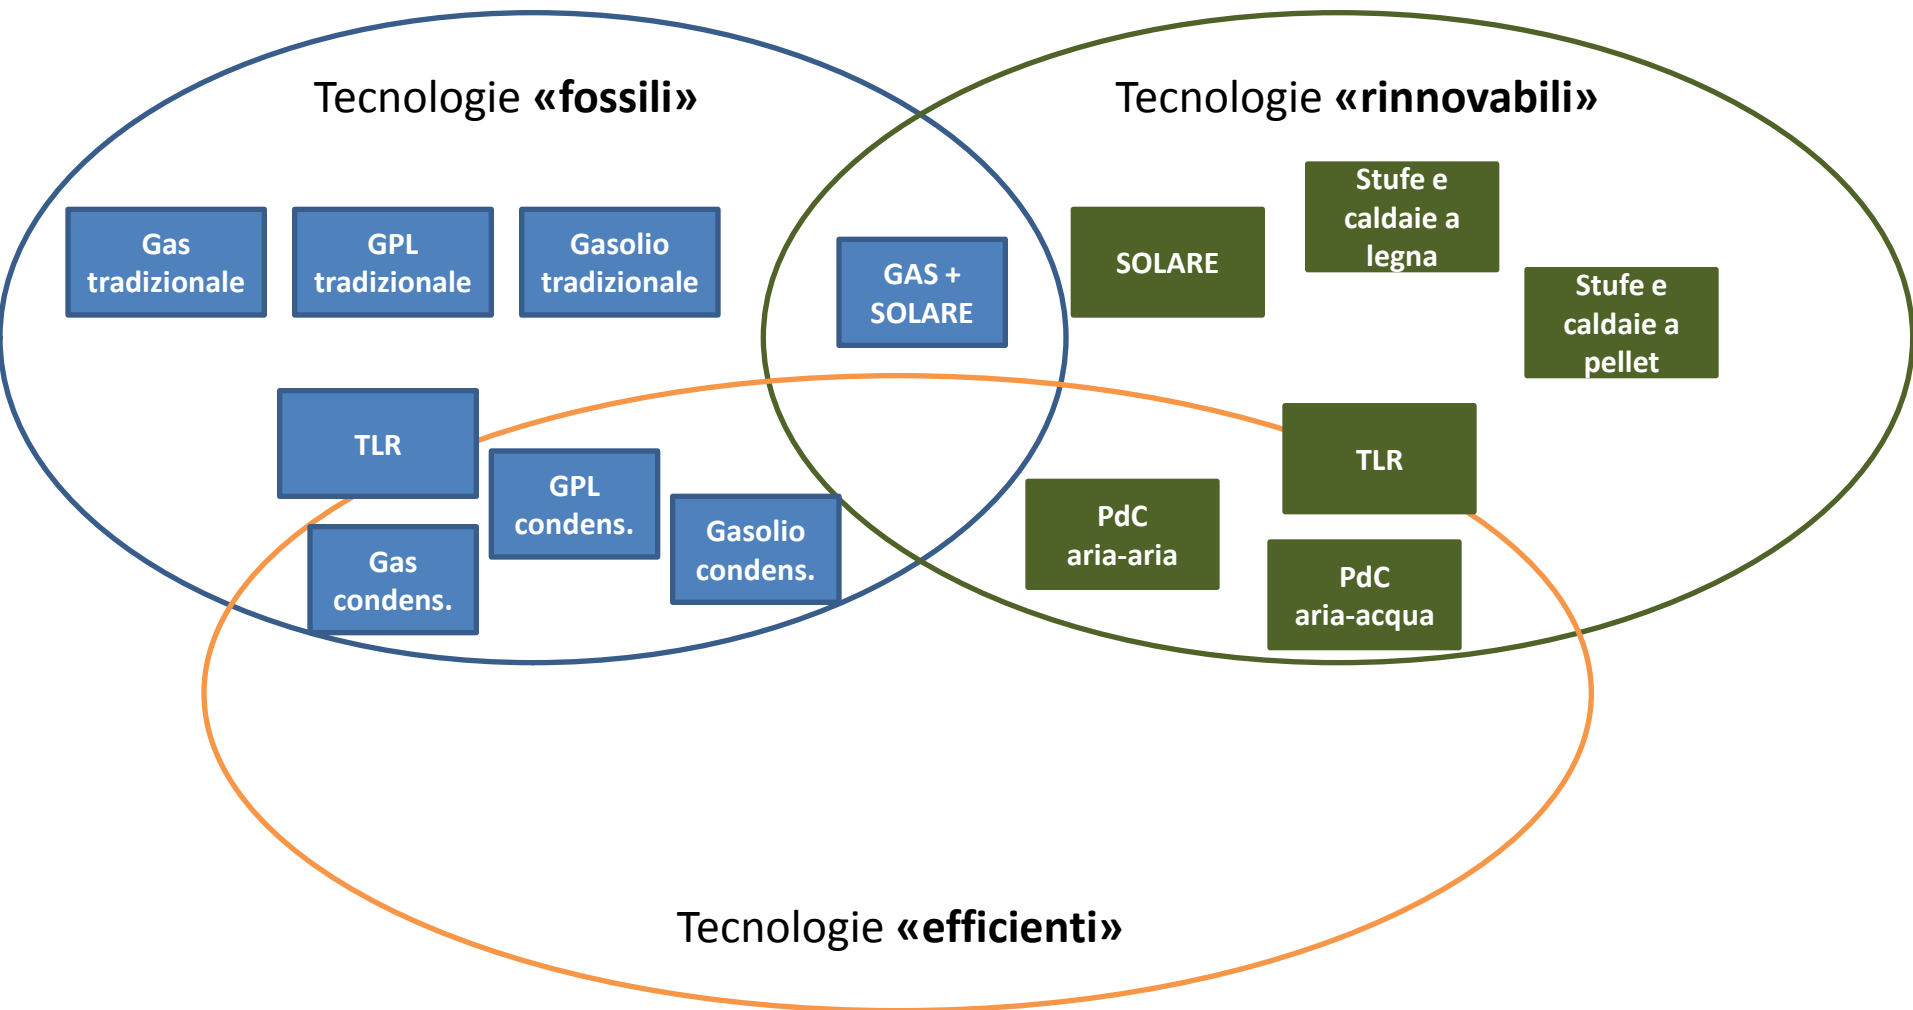 Tecnologie «fossili»
Tecnologie «rinnovabili»
Gas
tradizionale
GPL
tradizionale
Gasolio
tradizionale
GAS +
SOLARE
SOLARE
Stufe e
caldaie a
legna
Stufe e
caldaie a
pellet
TLR
GPL
condens.
Gasolio
condens.
Gas
condens.
PdC
aria-aria
TLR
PdC
aria-acqua
Tecnologie «efficienti»